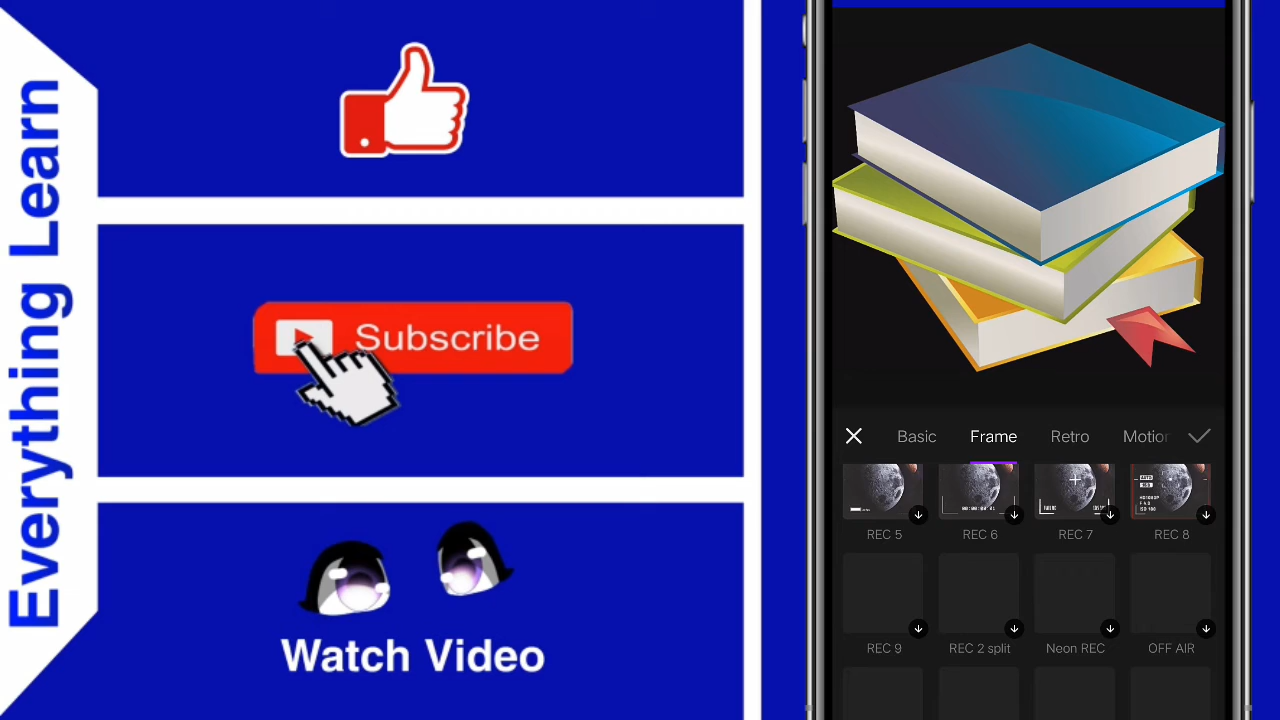 Everything Learn
Subscribe
Watch Video
Basic Frame Retro
REC 5 REC 6 REC 7 REC 8
REC 9 REC 2 split Neon REC OFF AIR